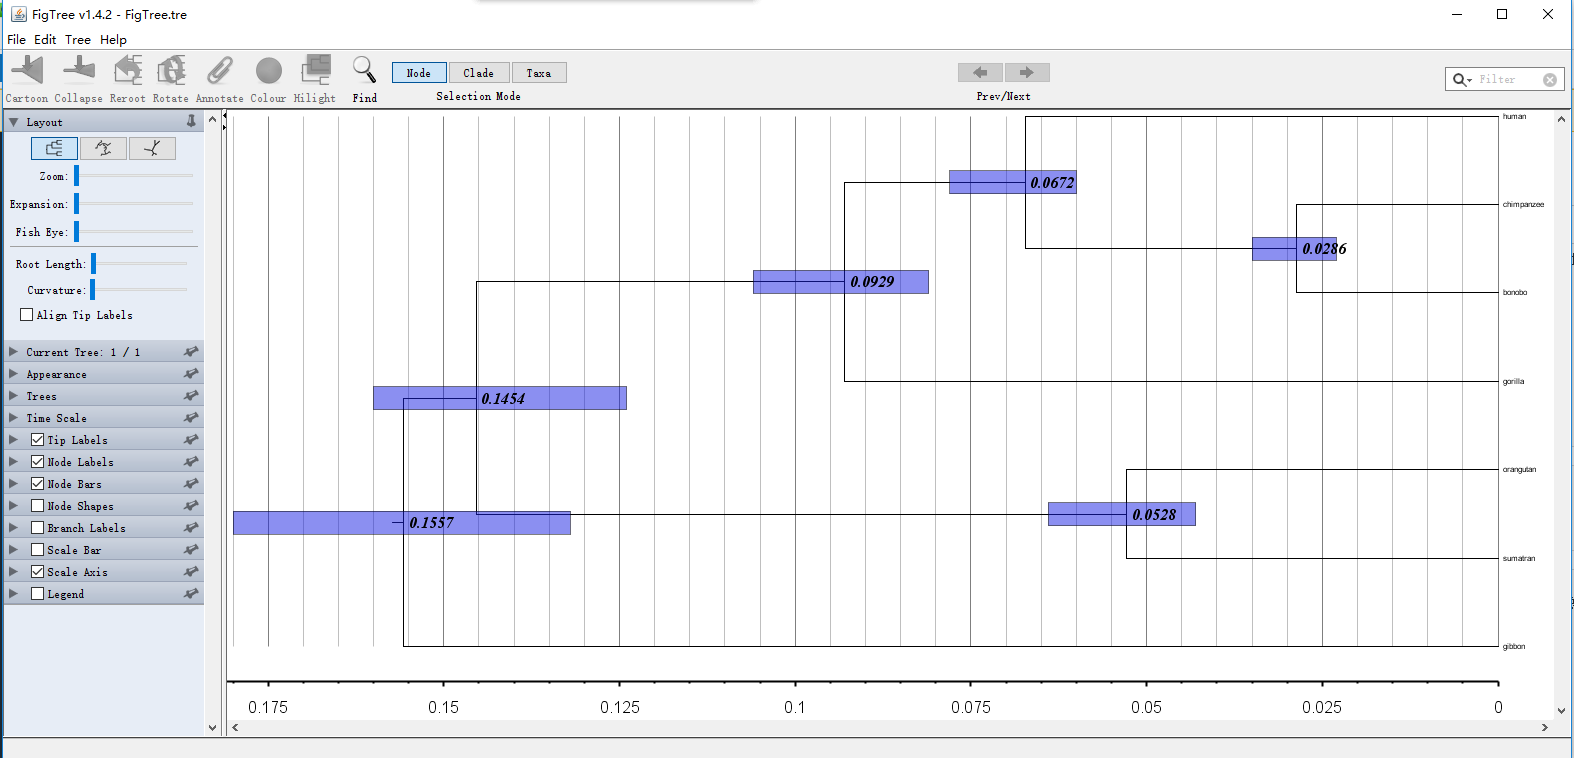 FigTree v1.4.2 - FigTree.tre
File Edit Tree Help
Cartoon Collapse Reroot Rotate Annotate Colour Hilight Find
Node Clade Taxa
Selection Mode
Prev/Next
Filter
Layout
Zoom:
Expansion:
Fish Eye:
Root Length:
Curvature:
Align Tip Labels
Current Tree: 1 / 1
Appearance
Trees
Time Scale
Tip Labels
Node Labels
Node Bars
Node Shapes
Branch Labels
Scale Bar
Scale Axis
Legend
human
0.0672
chimpanzee
0.0286
0.0929
bonobo
gorilla
0.1454
orangutan
0.0528
0.1557
sumatran
gibbon
0.175 0.15 0.125 0.1 0.075 0.05 0.025 0